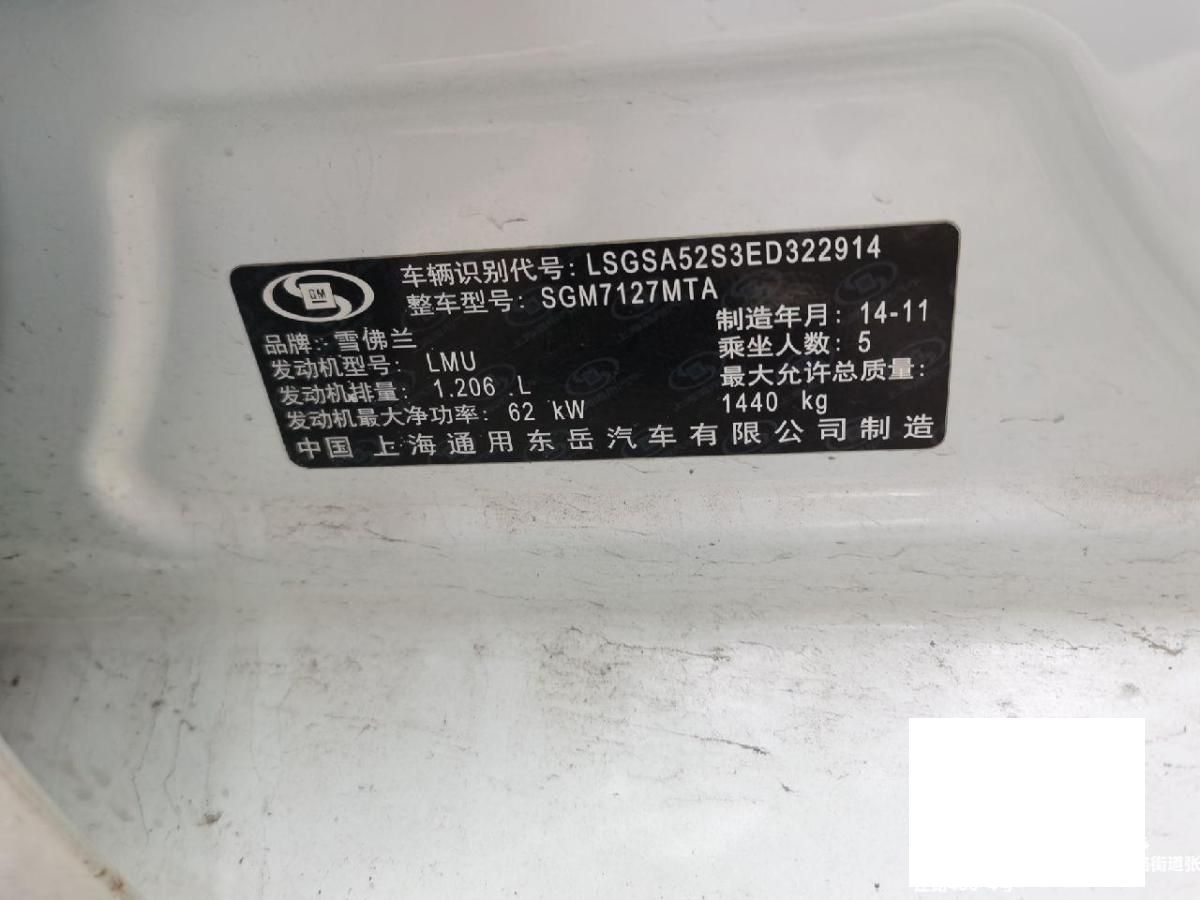 GM
车辆识别代号: LSGSA52S3ED322914
整车型号: SGM7127MTA
品牌: 雪佛兰
制造年月: 14-11
发动机型号: LMU
乘坐人数: 5
发动机排量: 1.206 L
最大允许总质量:
1440 kg
发动机最大净功率: 62 kW
中国 上海通用东岳汽车有限公司制造
街道张